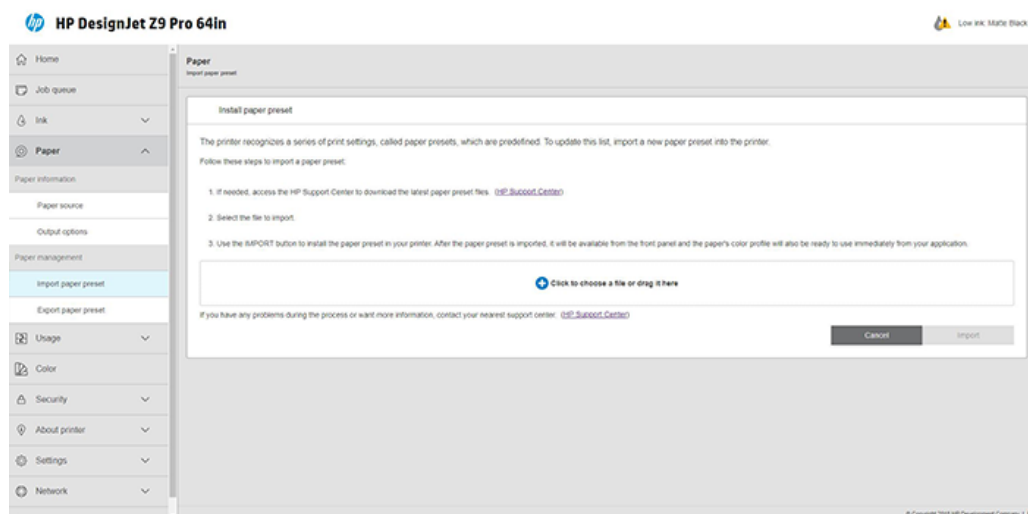 hp HP DesignJet Z9 Pro 64in
Low ink: Matte Black
Home
Job queue
Ink
Paper
Paper information
Paper source
Output options
Paper management
Import paper preset
Export paper preset
Usage
Color
Security
About printer
Settings
Network
Paper
Import paper preset
Install paper preset
The printer recognizes a series of print settings, called paper presets, which are predefined. To update this list, import a new paper preset into the printer.
Follow these steps to import a paper preset:
1. If needed, access the HP Support Center to download the latest paper preset files. (HP Support Center)
2. Select the file to import.
3. Use the IMPORT button to install the paper preset in your printer. After the paper preset is imported, it will be available from the front panel and the paper's color profile will also be ready to use immediately from your application.
Click to choose a file or drag it here
If you have any problems during the process or want more information, contact your nearest support center. (HP Support Center)
Cancel
Import
© Copyright 2018 HP Development Company, L